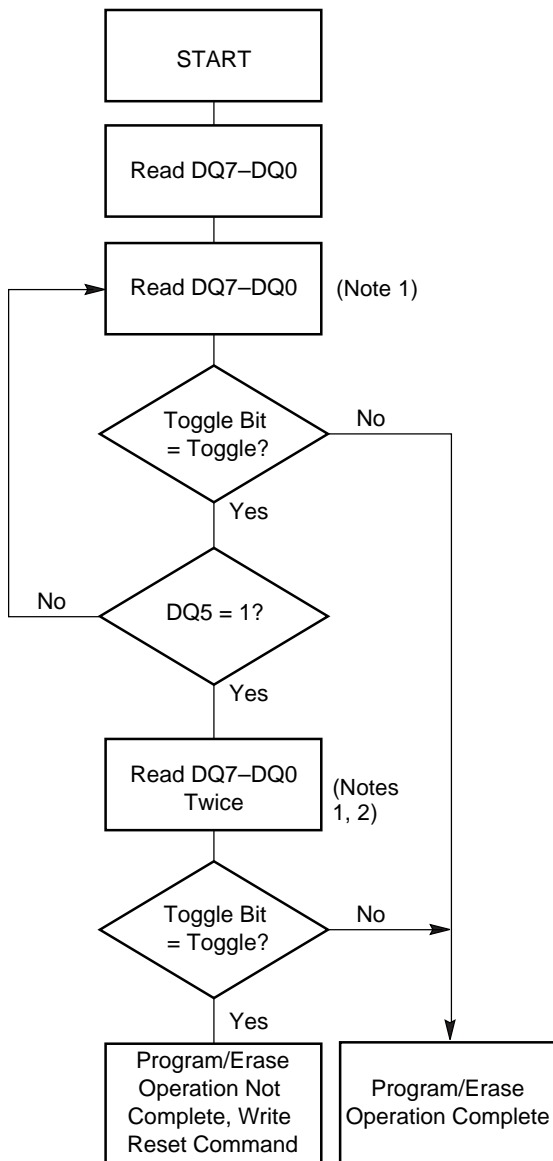 START
Read DQ7–DQ0
Read DQ7–DQ0
(Note 1)
Toggle Bit
= Toggle?
No
Yes
No
DQ5 = 1?
Yes
Read DQ7–DQ0
Twice
(Notes
1, 2)
Toggle Bit
= Toggle?
No
Yes
Program/Erase
Operation Not
Complete, Write
Reset Command
Program/Erase
Operation Complete